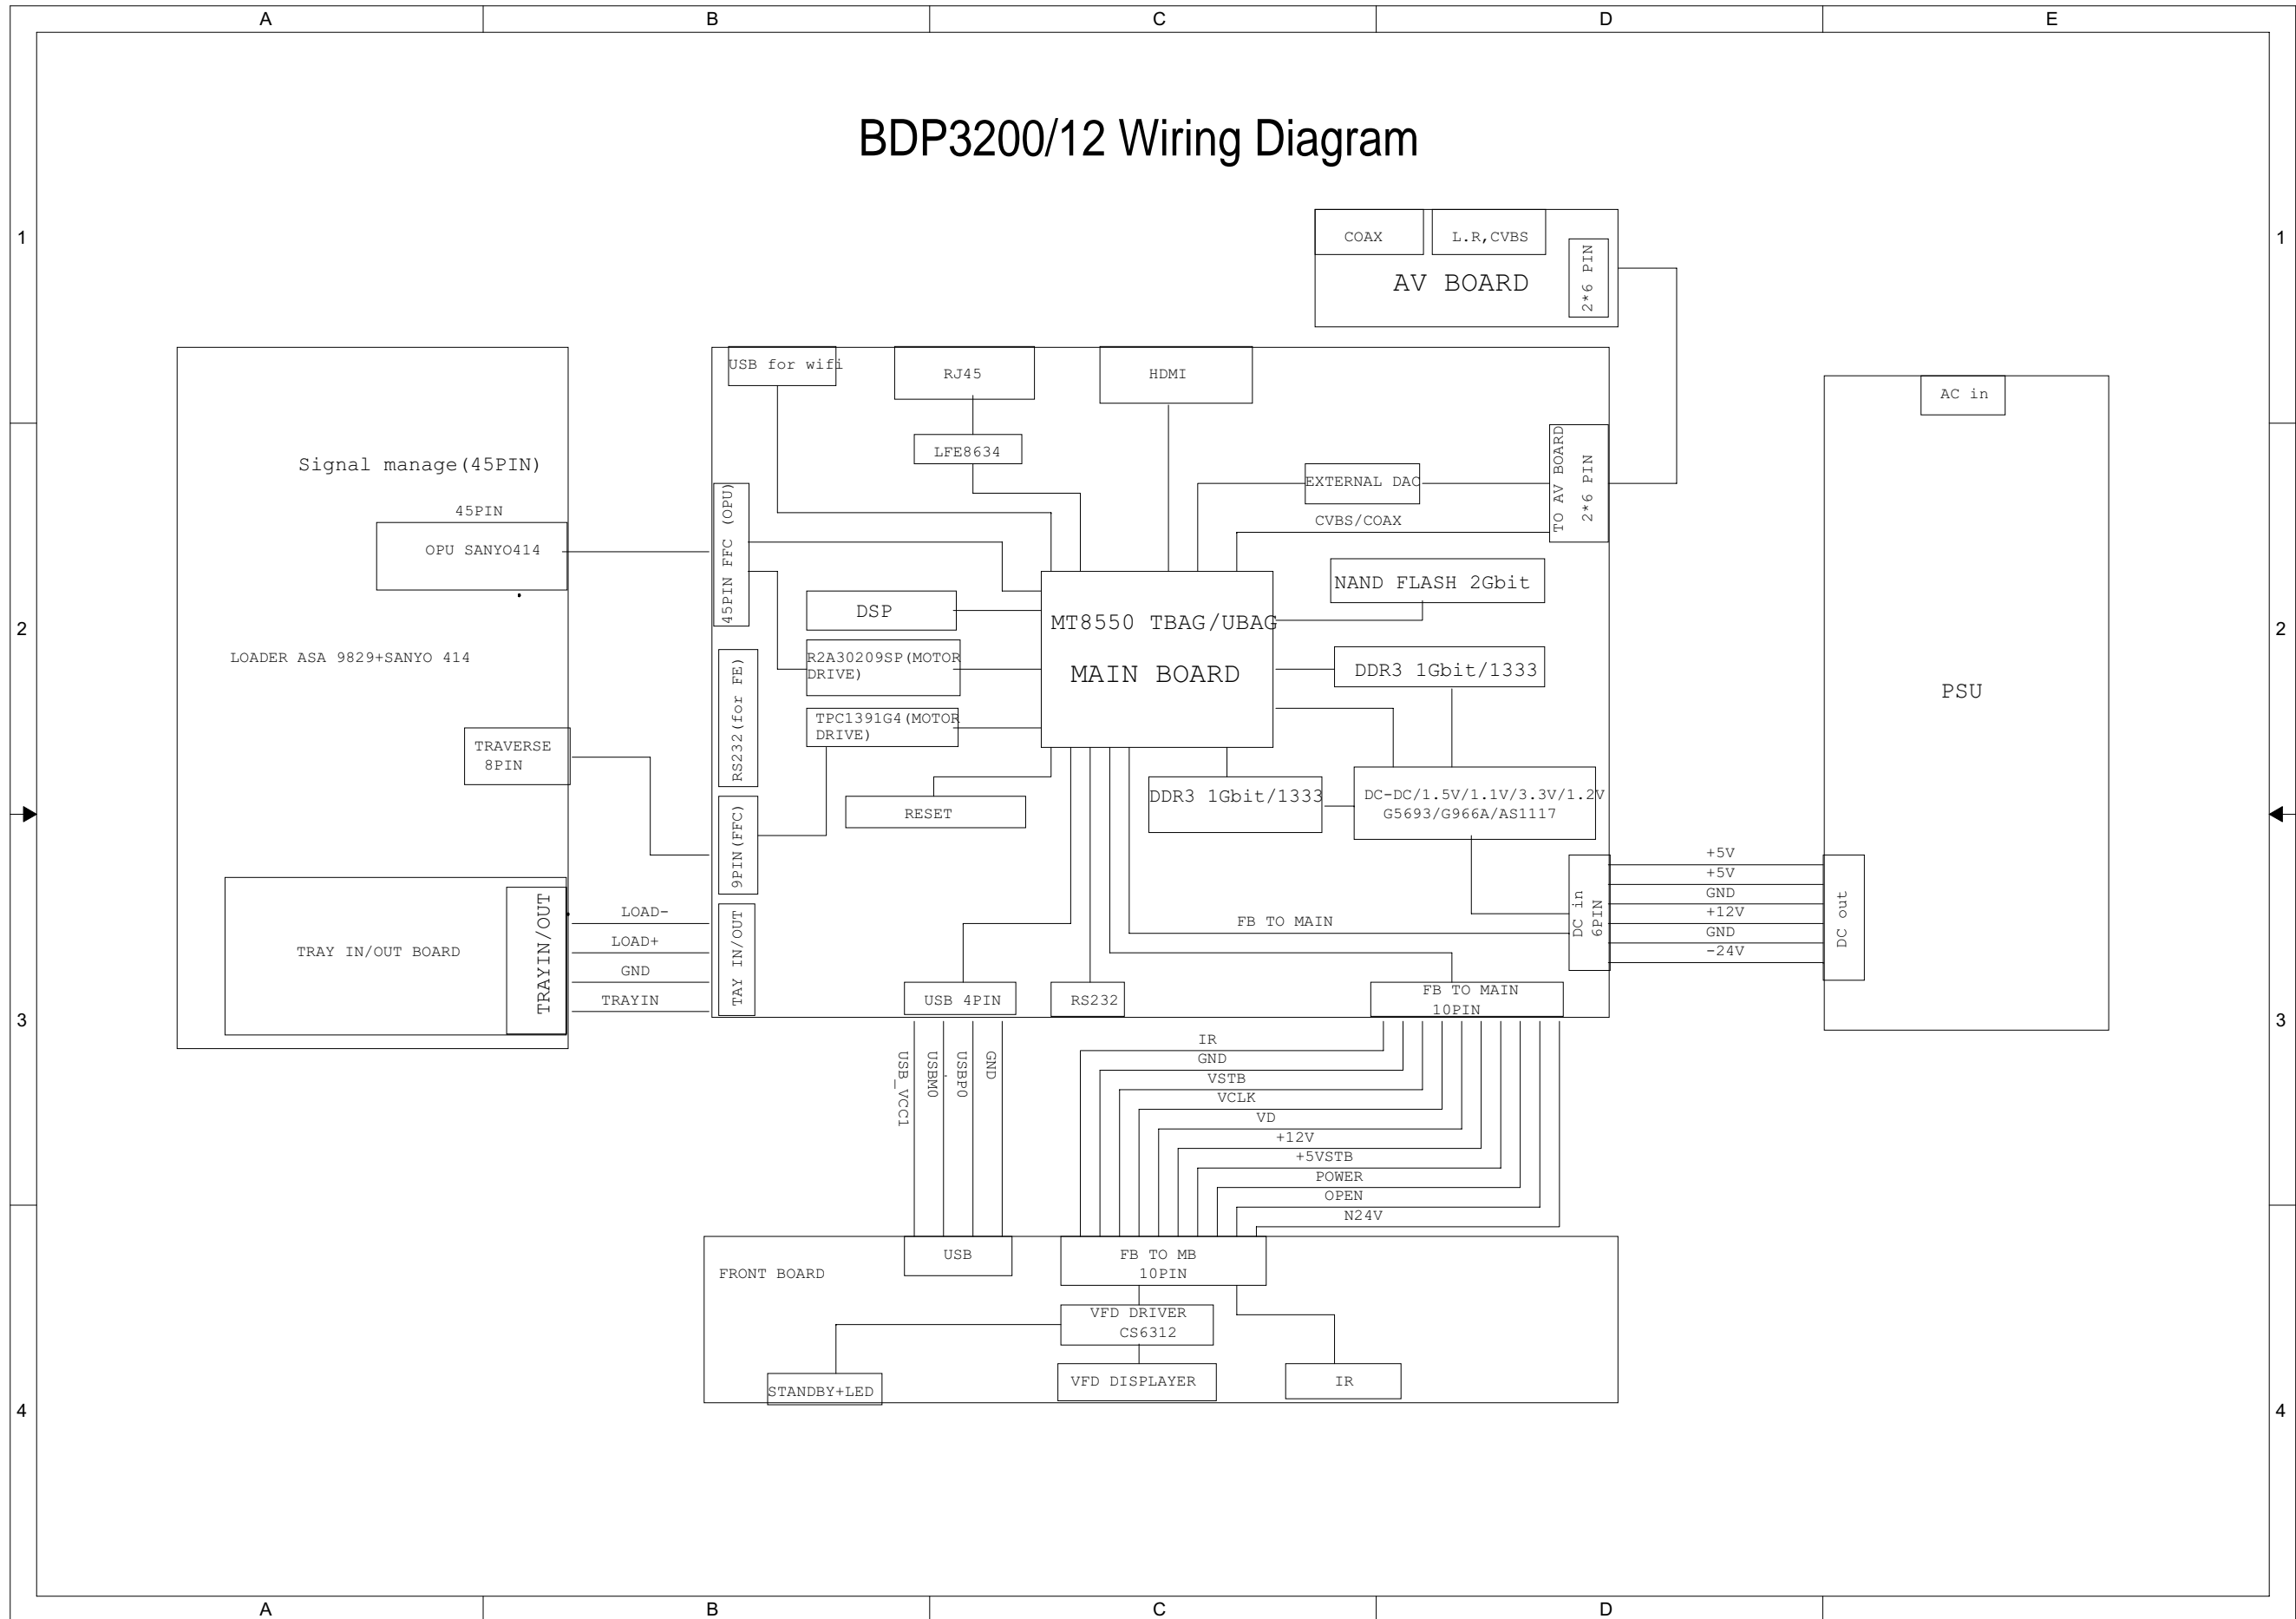 A
B
C
D
E
BDP3200/12 Wiring Diagram
1
1
COAX
L.R,CVBS
2*6 PIN
AV BOARD
USB for wifi
RJ45
HDMI
AC in
LFE8634
Signal manage(45PIN)
45PIN
OPU SANYO414
45PIN FFC (OPU)
EXTERNAL DAC
CVBS/COAX
TO AV BOARD
2*6 PIN
NAND FLASH 2Gbit
DSP
MT8550 TBAG/UBAG
MAIN BOARD
2
2
LOADER ASA 9829+SANYO 414
R2A30209SP(MOTOR
DRIVE)
DDR3 1Gbit/1333
PSU
RS232(for FE)
TPC1391G4(MOTOR
DRIVE)
TRAVERSE
8PIN
RESET
DDR3 1Gbit/1333
DC-DC/1.5V/1.1V/3.3V/1.2V
G5693/G966A/AS1117
9PIN(FFC)
+5V
+5V
GND
+12V
GND
-24V
DC in
6PIN
DC out
TRAY IN/OUT BOARD
TRAYIN/OUT
LOAD-
LOAD+
GND
TRAYIN
TAY IN/OUT
FB TO MAIN
USB 4PIN
RS232
FB TO MAIN
10PIN
3
3
USB_VCC1
USBM0
USBP0
GND
IR
GND
VSTB
VCLK
VD
+12V
+5VSTB
POWER
OPEN
N24V
FRONT BOARD
USB
FB TO MB
10PIN
VFD DRIVER
CS6312
STANDBY+LED
VFD DISPLAYER
IR
4
4
A
B
C
D